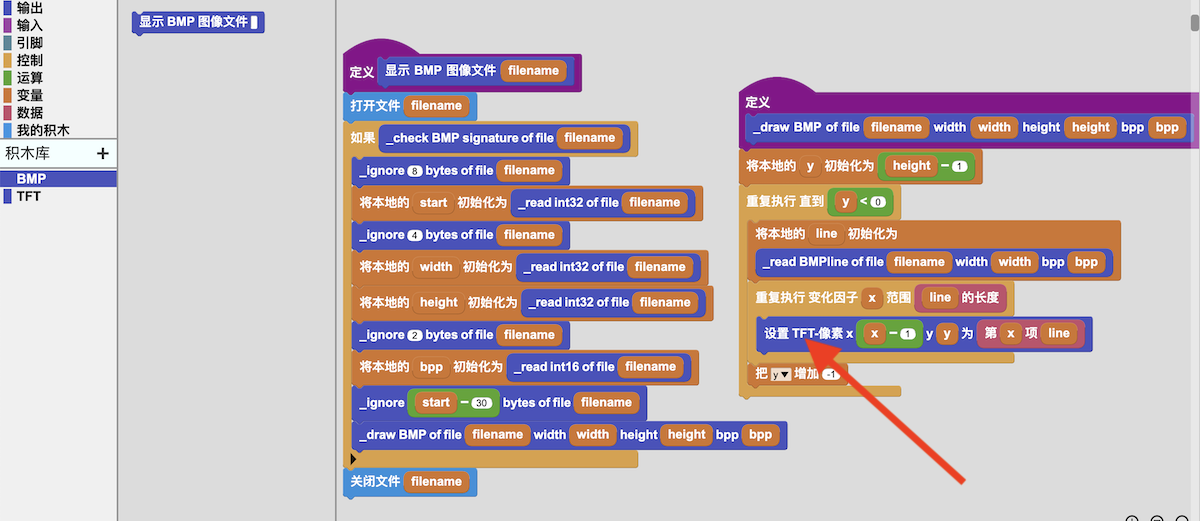 输出
输入
引脚
控制
运算
变量
数据
我的积木
积木库 +
BMP
TFT
显示 BMP 图像文件
定义 显示 BMP 图像文件 filename
打开文件 filename
如果 _check BMP signature of file filename
_ignore 8 bytes of file filename
将本地的 start 初始化为 _read int32 of file filename
_ignore 4 bytes of file filename
将本地的 width 初始化为 _read int32 of file filename
将本地的 height 初始化为 _read int32 of file filename
_ignore 2 bytes of file filename
将本地的 bpp 初始化为 _read int16 of file filename
_ignore start − 30 bytes of file filename
_draw BMP of file filename width width height height bpp bpp
关闭文件 filename
定义
_draw BMP of file filename width width height height bpp bpp
将本地的 y 初始化为 height − 1
重复执行 直到 y < 0
将本地的 line 初始化为
_read BMPline of file filename width width bpp bpp
重复执行 变化因子 x 范围 line 的长度
设置 TFT-像素 x x − 1 y y 为 第 x 项 line
把 y 增加 -1